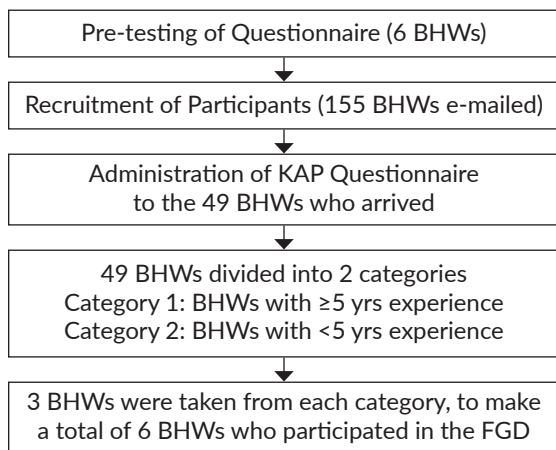 Pre-testing of Questionnaire (6 BHWs)
Recruitment of Participants (155 BHWs e-mailed)
Administration of KAP Questionnaire
to the 49 BHWs who arrived
49 BHWs divided into 2 categories
Category 1: BHWs with ≥5 yrs experience
Category 2: BHWs with <5 yrs experience
3 BHWs were taken from each category, to make
a total of 6 BHWs who participated in the FGD